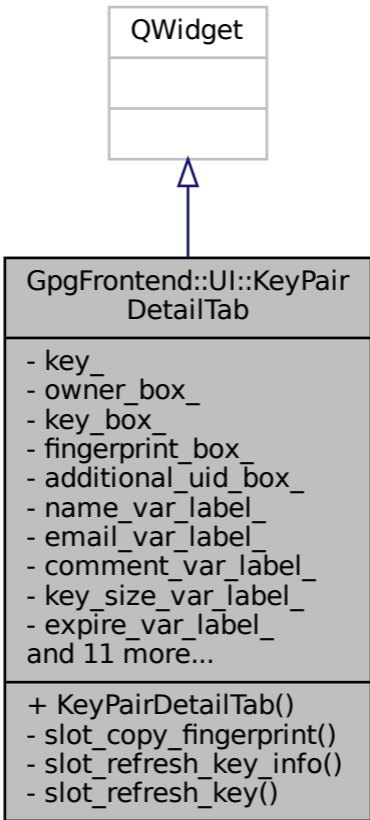 QWidget
GpgFrontend::UI::KeyPair
DetailTab
- key_
- owner_box_
- key_box_
- fingerprint_box_
- additional_uid_box_
- name_var_label_
- email_var_label_
- comment_var_label_
- key_size_var_label_
- expire_var_label_
and 11 more...
+ KeyPairDetailTab()
- slot_copy_fingerprint()
- slot_refresh_key_info()
- slot_refresh_key()